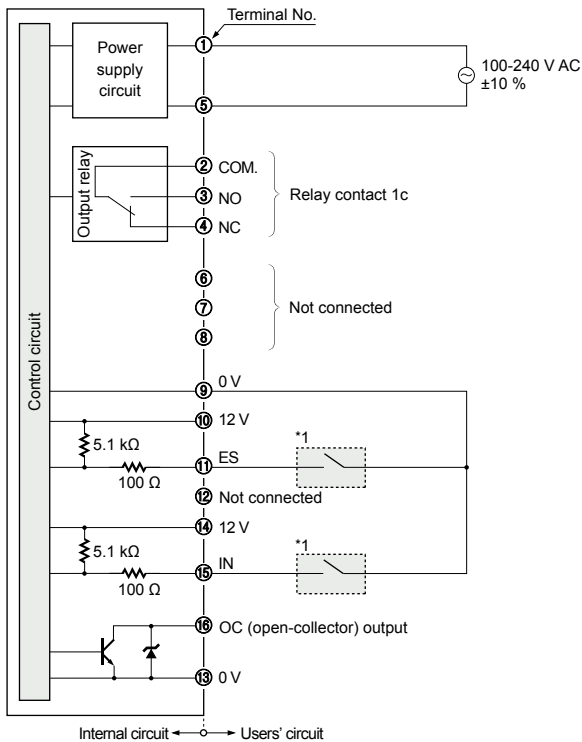 Terminal No.
Power
supply
circuit
1
5
100-240 V AC
±10 %
Output relay
2 COM.
3 NO
4 NC
Relay contact 1c
6
7
8
Not connected
Control circuit
9 0 V
10 12 V
5.1 kΩ
100 Ω
11 ES
*1
12 Not connected
14 12 V
5.1 kΩ
100 Ω
15 IN
*1
16 OC (open-collector) output
13 0 V
Internal circuit
Users' circuit